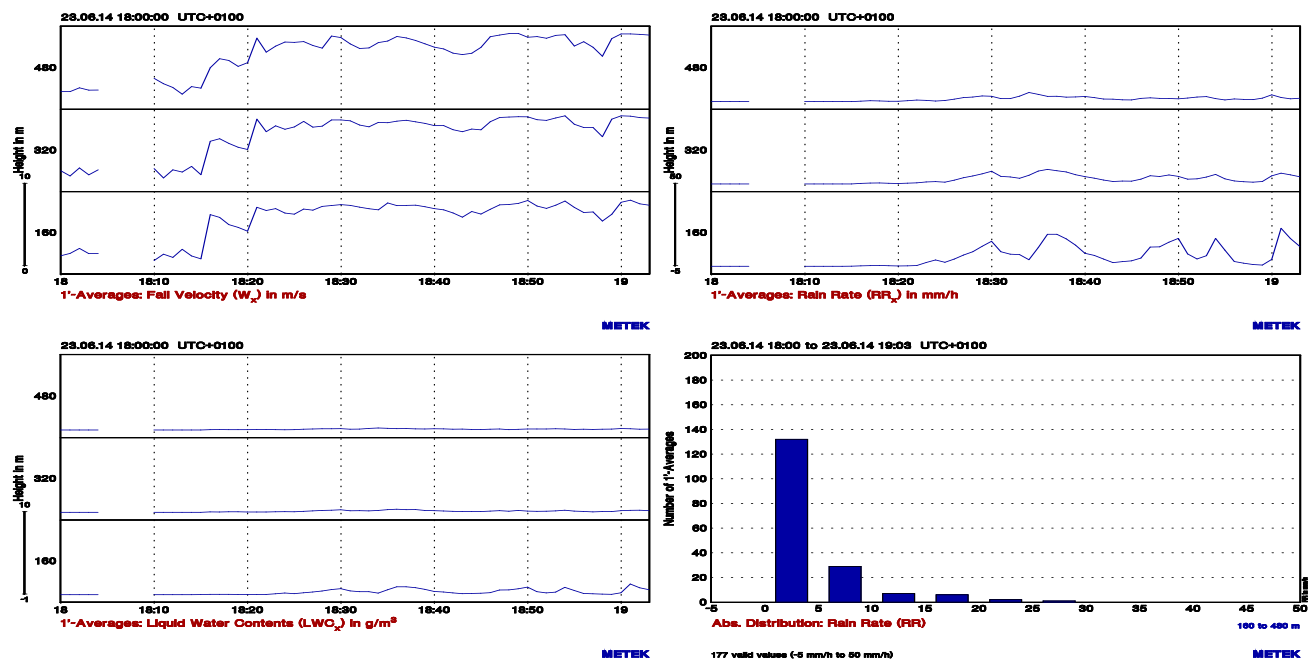 23.06.14 18:00:00 UTC+0100
480
320
160
Height in m
10
0
18 18:10 18:20 18:30 18:40 18:50 19
1'-Averages: Fall Velocity (Wx) in m/s
METEK
23.06.14 18:00:00 UTC+0100
480
320
160
Height in m
-5
18 18:10 18:20 18:30 18:40 18:50 19
1'-Averages: Rain Rate (RRx) in mm/h
METEK
23.06.14 18:00:00 UTC+0100
480
320
160
Height in m
10
-1
18 18:10 18:20 18:30 18:40 18:50 19
1'-Averages: Liquid Water Contents (LWCx) in g/m³
METEK
23.06.14 18:00 to 23.06.14 19:03 UTC+0100
200
180
160
140
120
100
80
60
40
20
0
Number of 1'-Averages
-5 0 5 10 15 20 25 30 35 40 45 50
Abs. Distribution: Rain Rate (RR)
160 to 480 m
177 valid values (-5 mm/h to 50 mm/h)
METEK